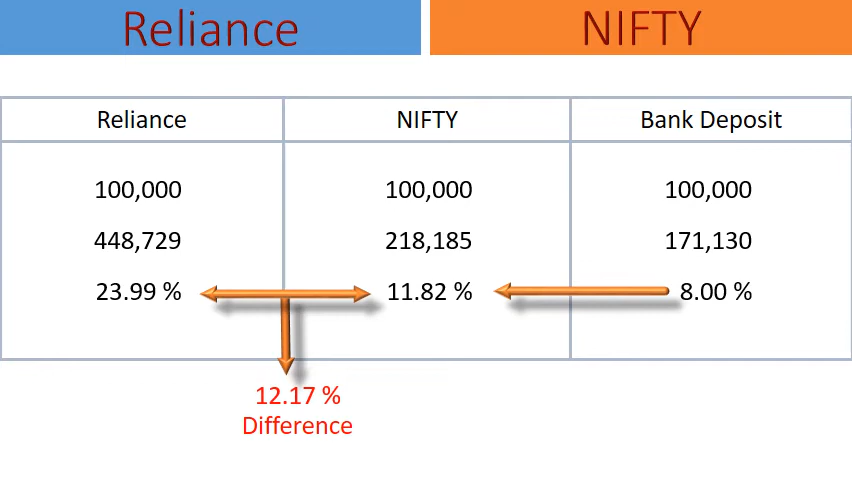 Reliance
NIFTY
Reliance NIFTY Bank Deposit
100,000 100,000 100,000
448,729 218,185 171,130
23.99 % 11.82 % 8.00 %
12.17 %
Difference